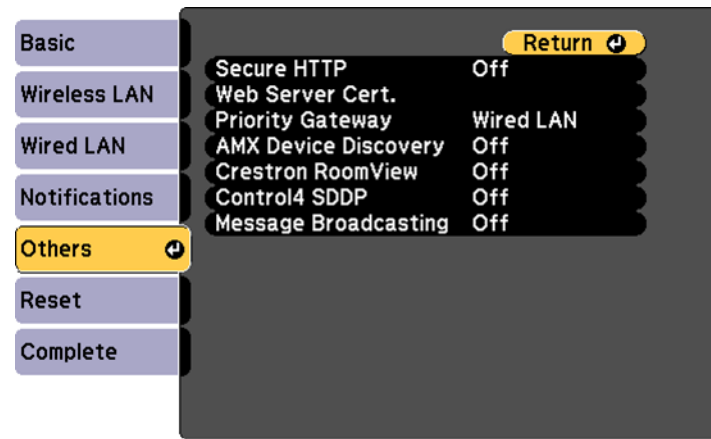 Basic
Wireless LAN
Wired LAN
Notifications
Others
Reset
Complete
Return
Secure HTTP Off
Web Server Cert.
Priority Gateway Wired LAN
AMX Device Discovery Off
Crestron RoomView Off
Control4 SDDP Off
Message Broadcasting Off